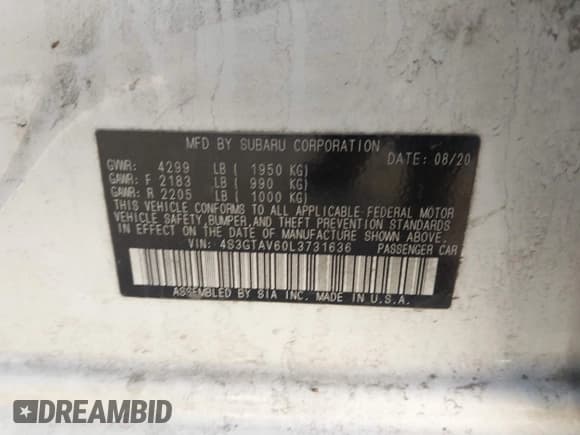 MFD BY SUBARU CORPORATION
DATE: 08/20
GVWR: 4299 LB ( 1950 KG)
GAWR: F 2183 LB ( 990 KG)
GAWR: R 2205 LB ( 1000 KG)
THIS VEHICLE CONFORMS TO ALL APPLICABLE FEDERAL MOTOR
VEHICLE SAFETY, BUMPER, AND THEFT PREVENTION STANDARDS
IN EFFECT ON THE DATE OF MANUFACTURE SHOWN ABOVE.
VIN: 4S3GTAV60L3731636 PASSENGER CAR
ASSEMBLED BY SIA INC. MADE IN U.S.A.
DREAMBID